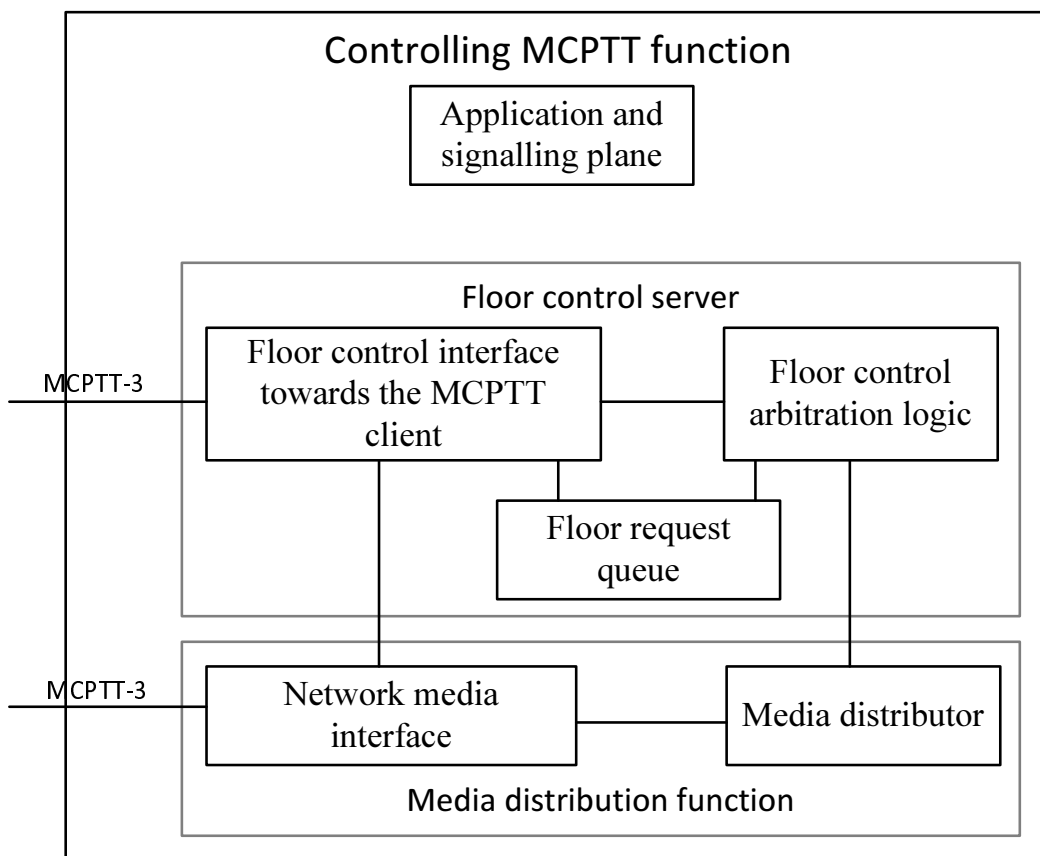 Controlling MCPTT function
Application and
signalling plane
Floor control server
MCPTT-3
Floor control interface
towards the MCPTT
client
Floor control
arbitration logic
Floor request
queue
MCPTT-3
Network media
interface
Media distributor
Media distribution function